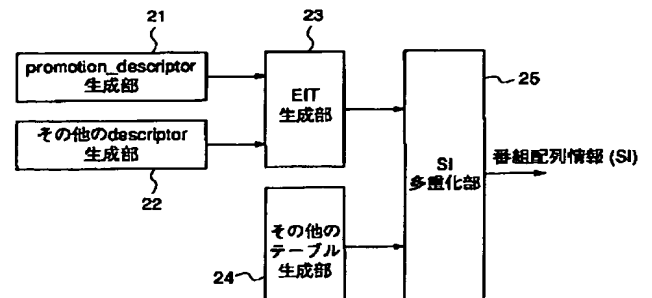 21
promotion_descriptor
生成部
その他のdescriptor
生成部
22
23
EIT
生成部
その他の
テーブル
生成部
24
SI
多重化部
25
番組配列情報 (SI)